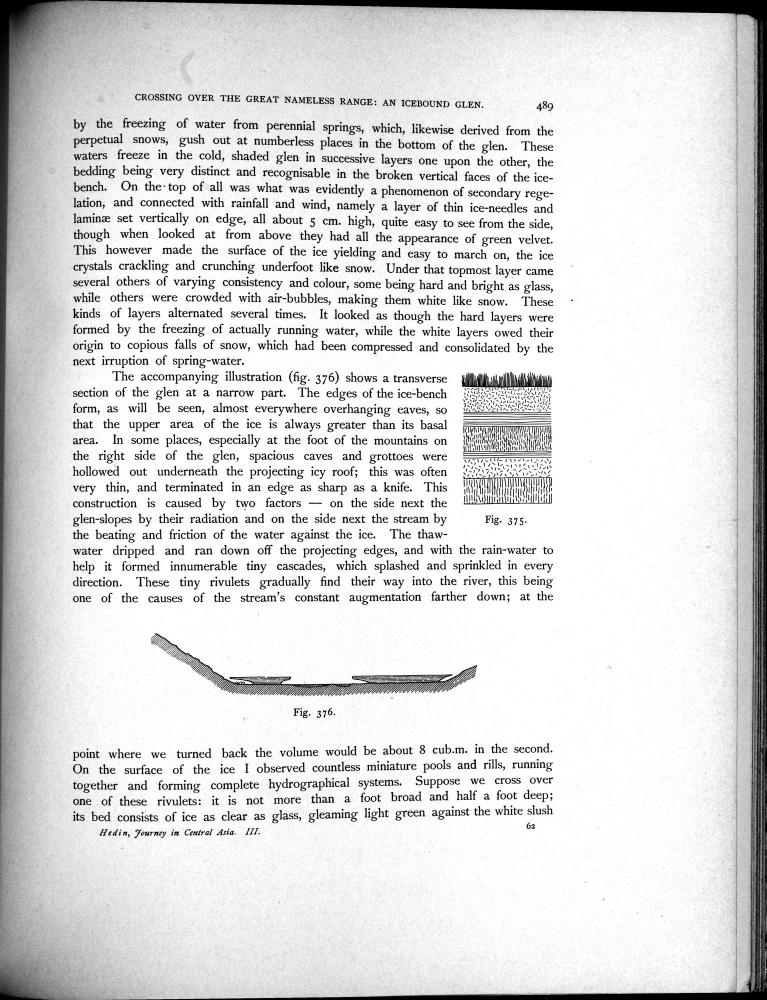 CROSSING OVER THE GREAT NAMELESS RANGE: AN ICEBOUND GLEN. 489
by the freezing of water from perennial springs, which, likewise derived from the
perpetual snows, gush out at numberless places in the bottom of the glen. These
waters freeze in the cold, shaded glen in successive layers one upon the other, the
bedding being very distinct and recognisable in the broken vertical faces of the ice-
bench. On the top of all was what was evidently a phenomenon of secondary rege-
lation, and connected with rainfall and wind, namely a layer of thin ice-needles and
laminæ set vertically on edge, all about 5 cm. high, quite easy to see from the side,
though when looked at from above they had all the appearance of green velvet.
This however made the surface of the ice yielding and easy to march on, the ice
crystals crackling and crunching underfoot like snow. Under that topmost layer came
several others of varying consistency and colour, some being hard and bright as glass,
while others were crowded with air-bubbles, making them white like snow. These
kinds of layers alternated several times. It looked as though the hard layers were
formed by the freezing of actually running water, while the white layers owed their
origin to copious falls of snow, which had been compressed and consolidated by the
next irruption of spring-water.
The accompanying illustration (fig. 376) shows a transverse
section of the glen at a narrow part. The edges of the ice-bench
form, as will be seen, almost everywhere overhanging eaves, so
that the upper area of the ice is always greater than its basal
area. In some places, especially at the foot of the mountains on
the right side of the glen, spacious caves and grottoes were
hollowed out underneath the projecting icy roof; this was often
very thin, and terminated in an edge as sharp as a knife. This
construction is caused by two factors — on the side next the
glen-slopes by their radiation and on the side next the stream by
the beating and friction of the water against the ice. The thaw-
Fig. 375.
water dripped and ran down off the projecting edges, and with the rain-water to
help it formed innumerable tiny cascades, which splashed and sprinkled in every
direction. These tiny rivulets gradually find their way into the river, this being
one of the causes of the stream's constant augmentation farther down; at the
Fig. 376.
point where we turned back the volume would be about 8 cub.m. in the second.
On the surface of the ice I observed countless miniature pools and rills, running
together and forming complete hydrographical systems. Suppose we cross over
one of these rivulets: it is not more than a foot broad and half a foot deep;
its bed consists of ice as clear as glass, gleaming light green against the white slush
Hedin, Journey in Central Asia. III. 62